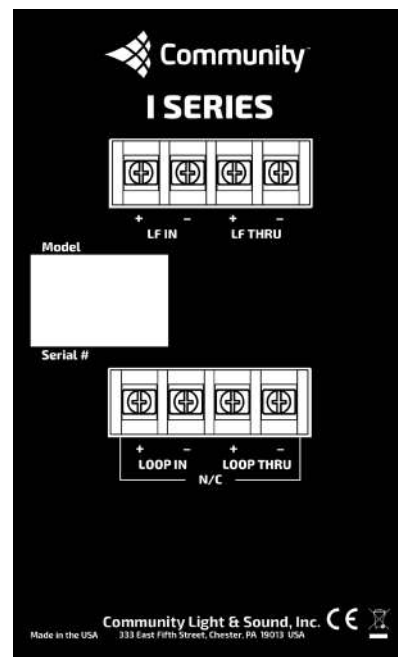 Community
I SERIES
+ − + −
LF IN LF THRU
Model
Serial #
+ − + −
LOOP IN LOOP THRU
N/C
Community Light & Sound, Inc. CE
Made in the USA 333 East Fifth Street, Chester, PA 19013 USA